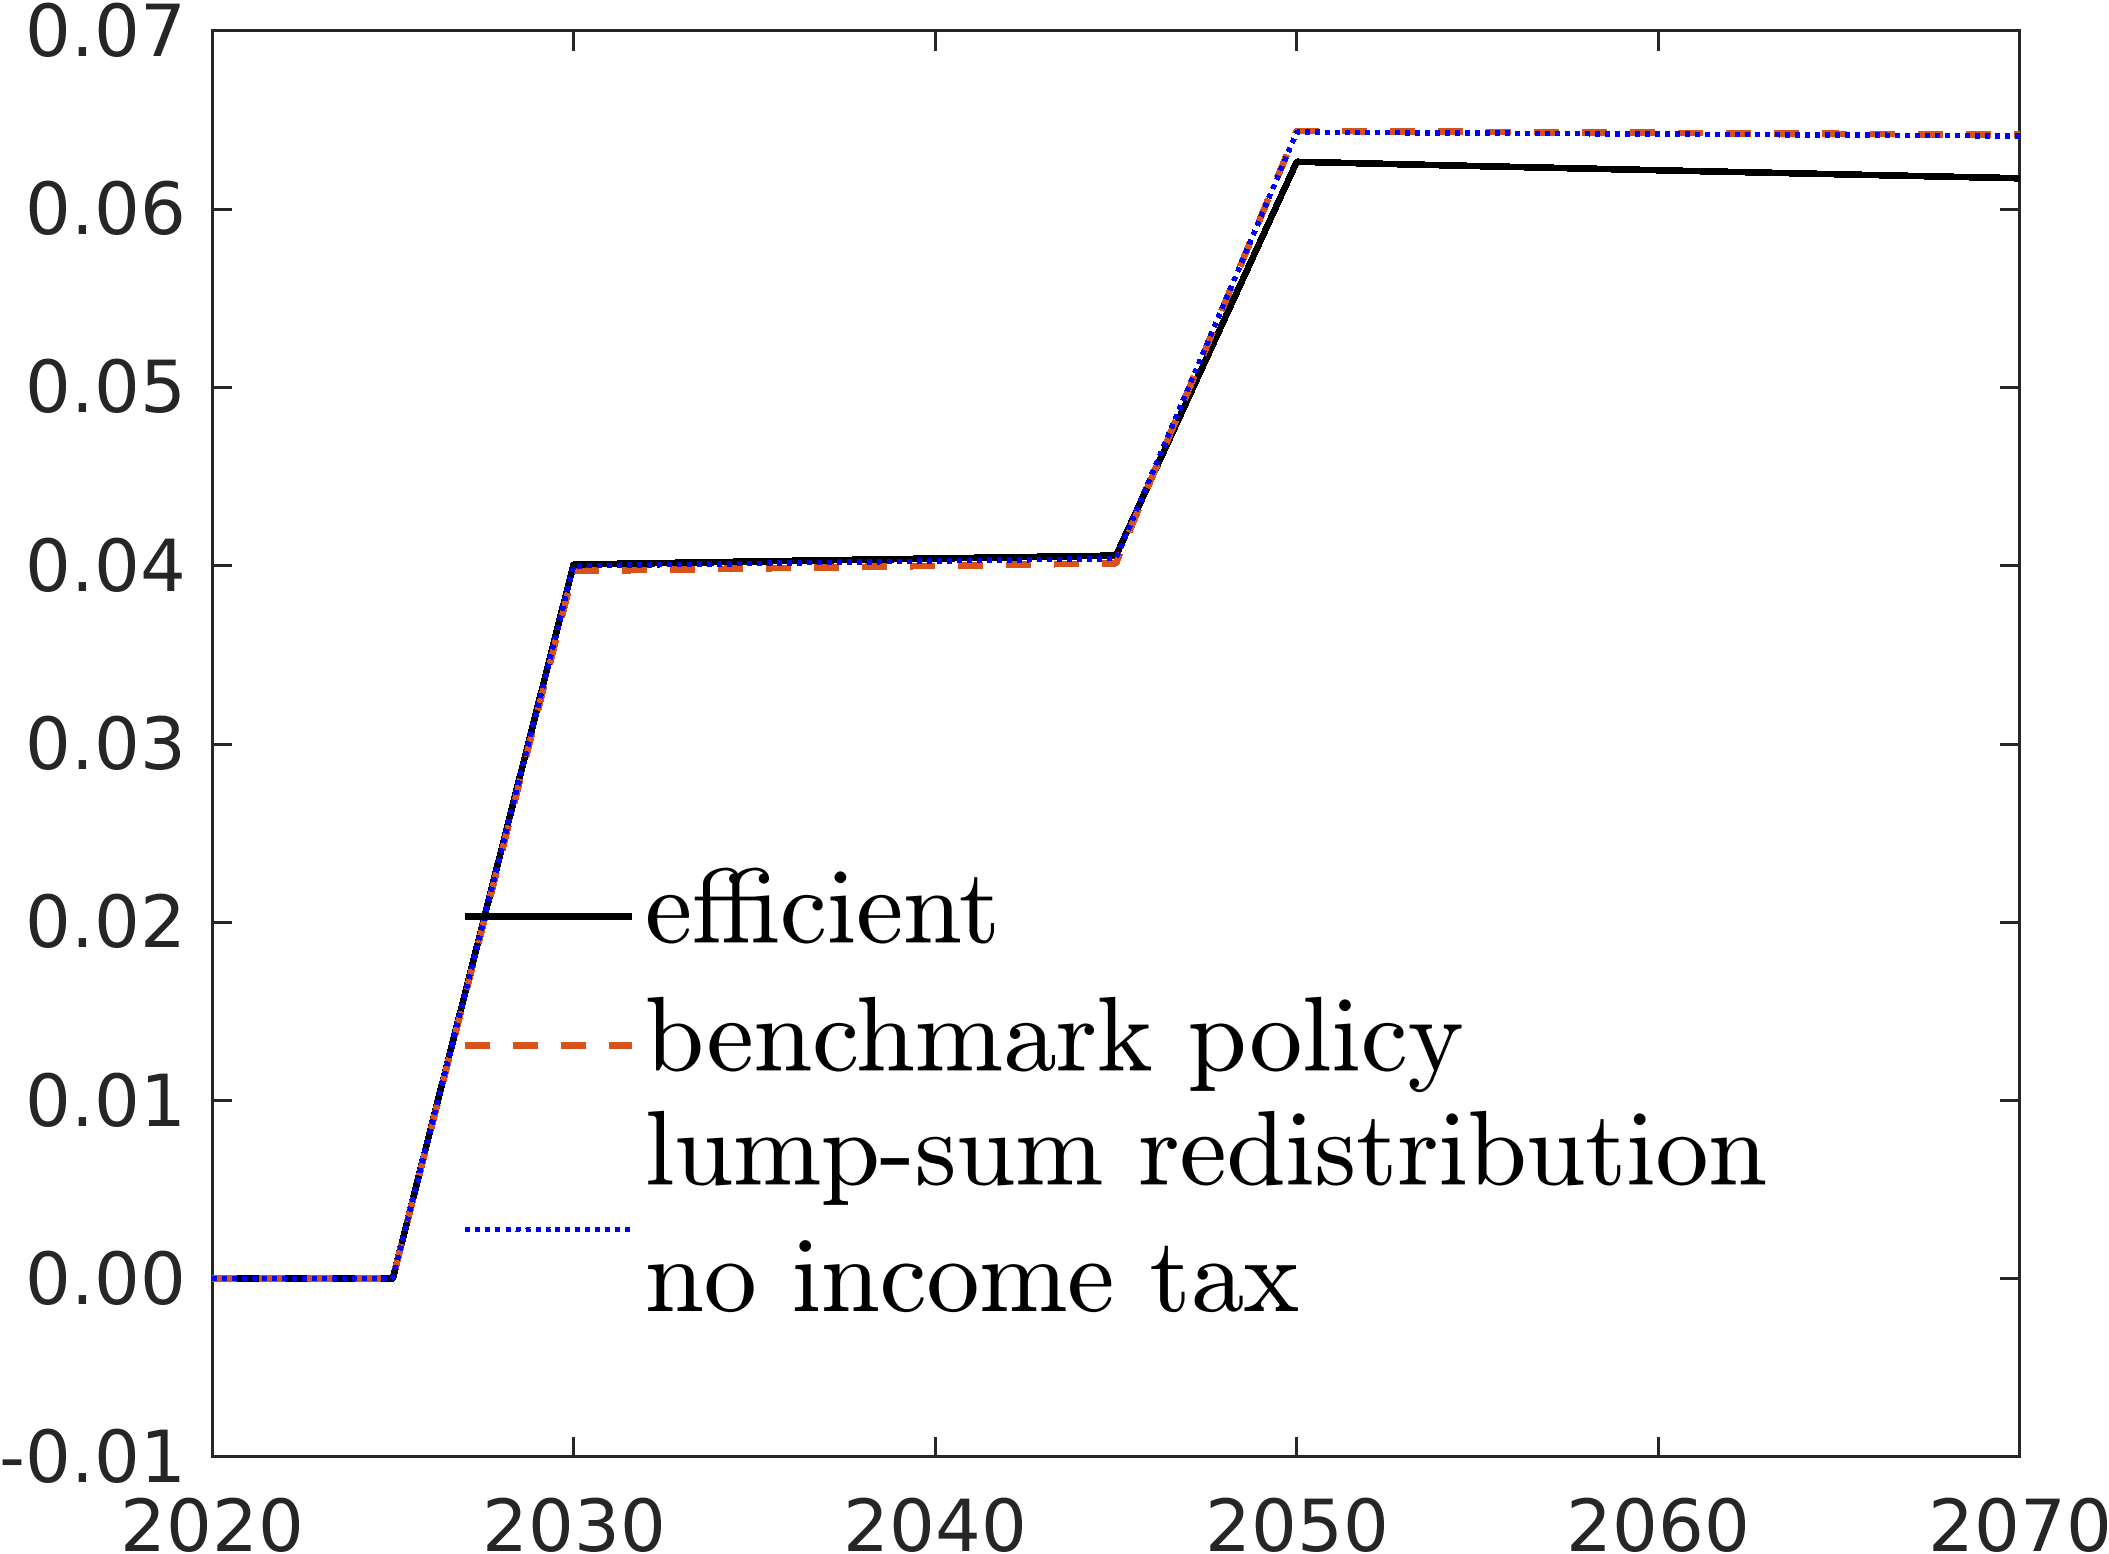 0.07
0.06
0.05
0.04
0.03
0.02
0.01
0.00
-0.01
efficient
benchmark policy
lump-sum redistribution
no income tax
2020 2030 2040 2050 2060 2070